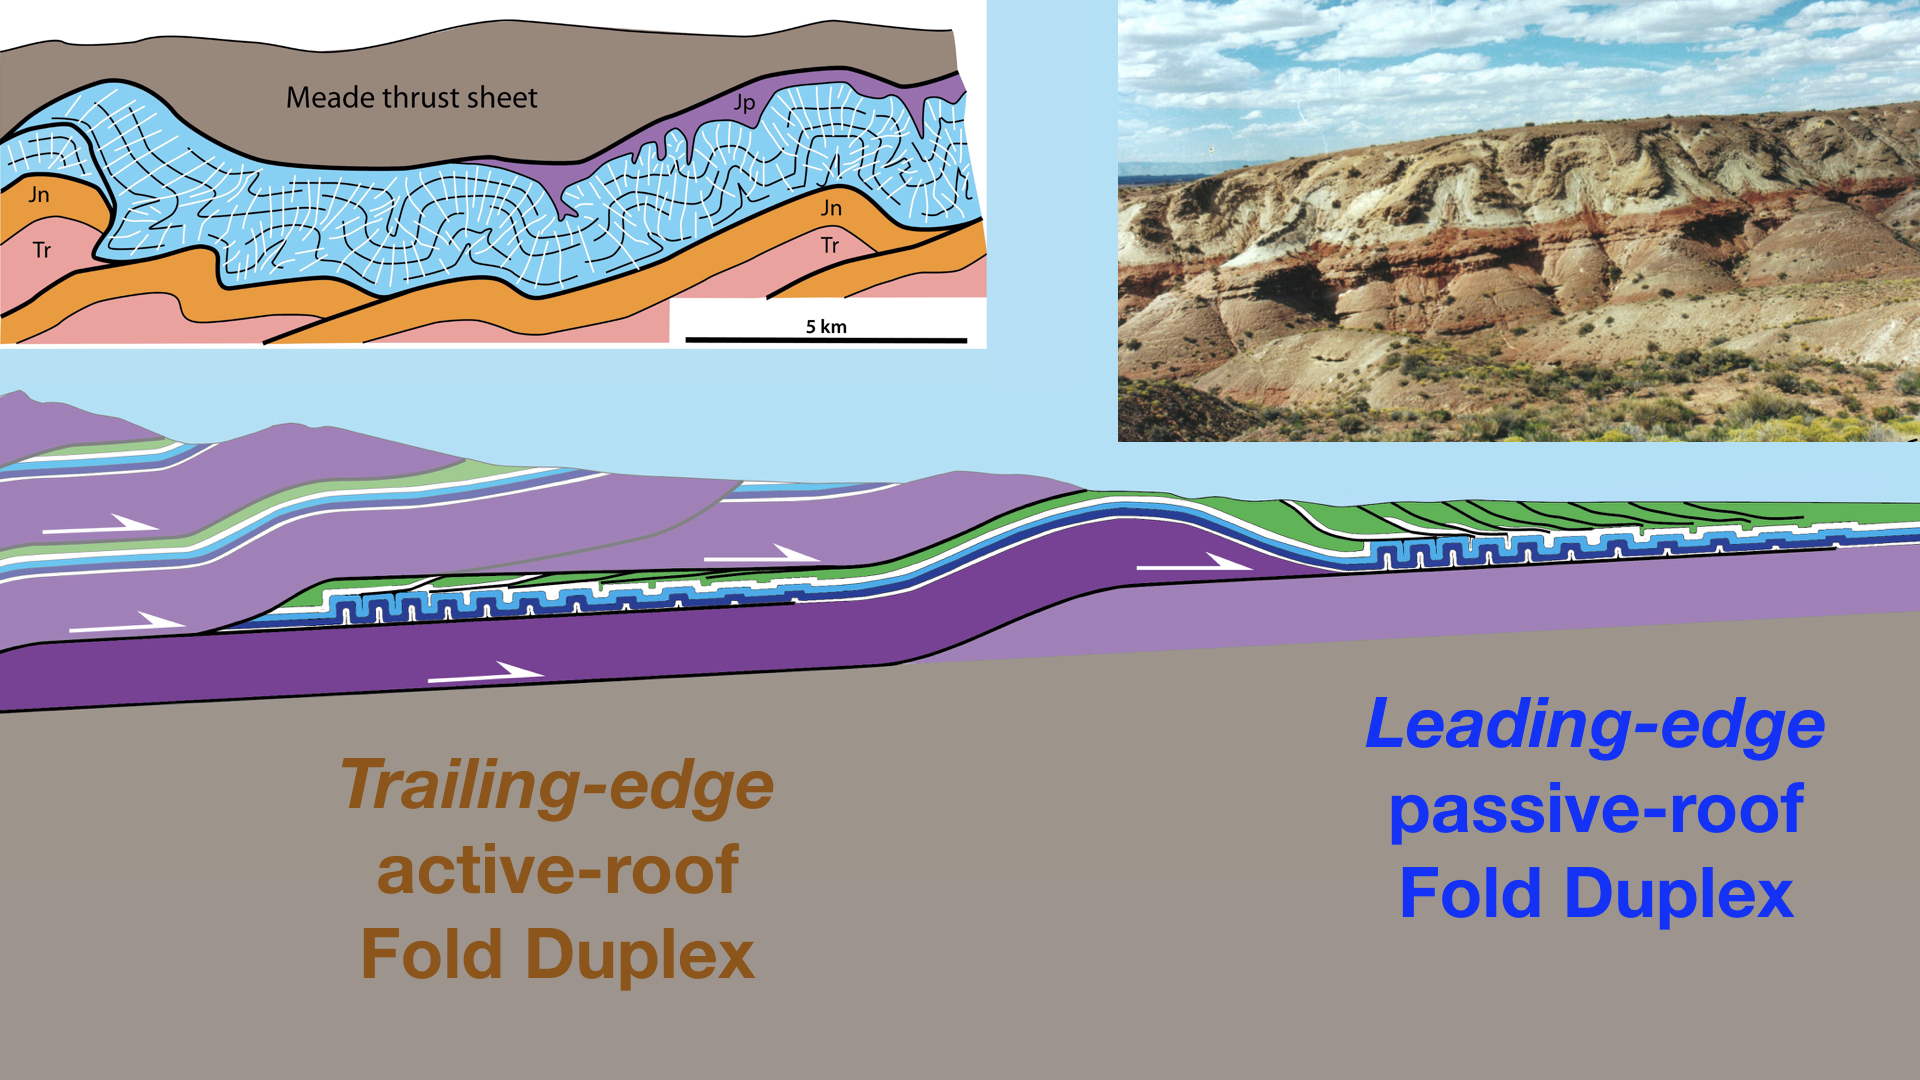 Meade thrust sheet
Jp
Jn
Jn
Tr
Tr
5 km
Trailing-edge
active-roof
Fold Duplex
Leading-edge
passive-roof
Fold Duplex